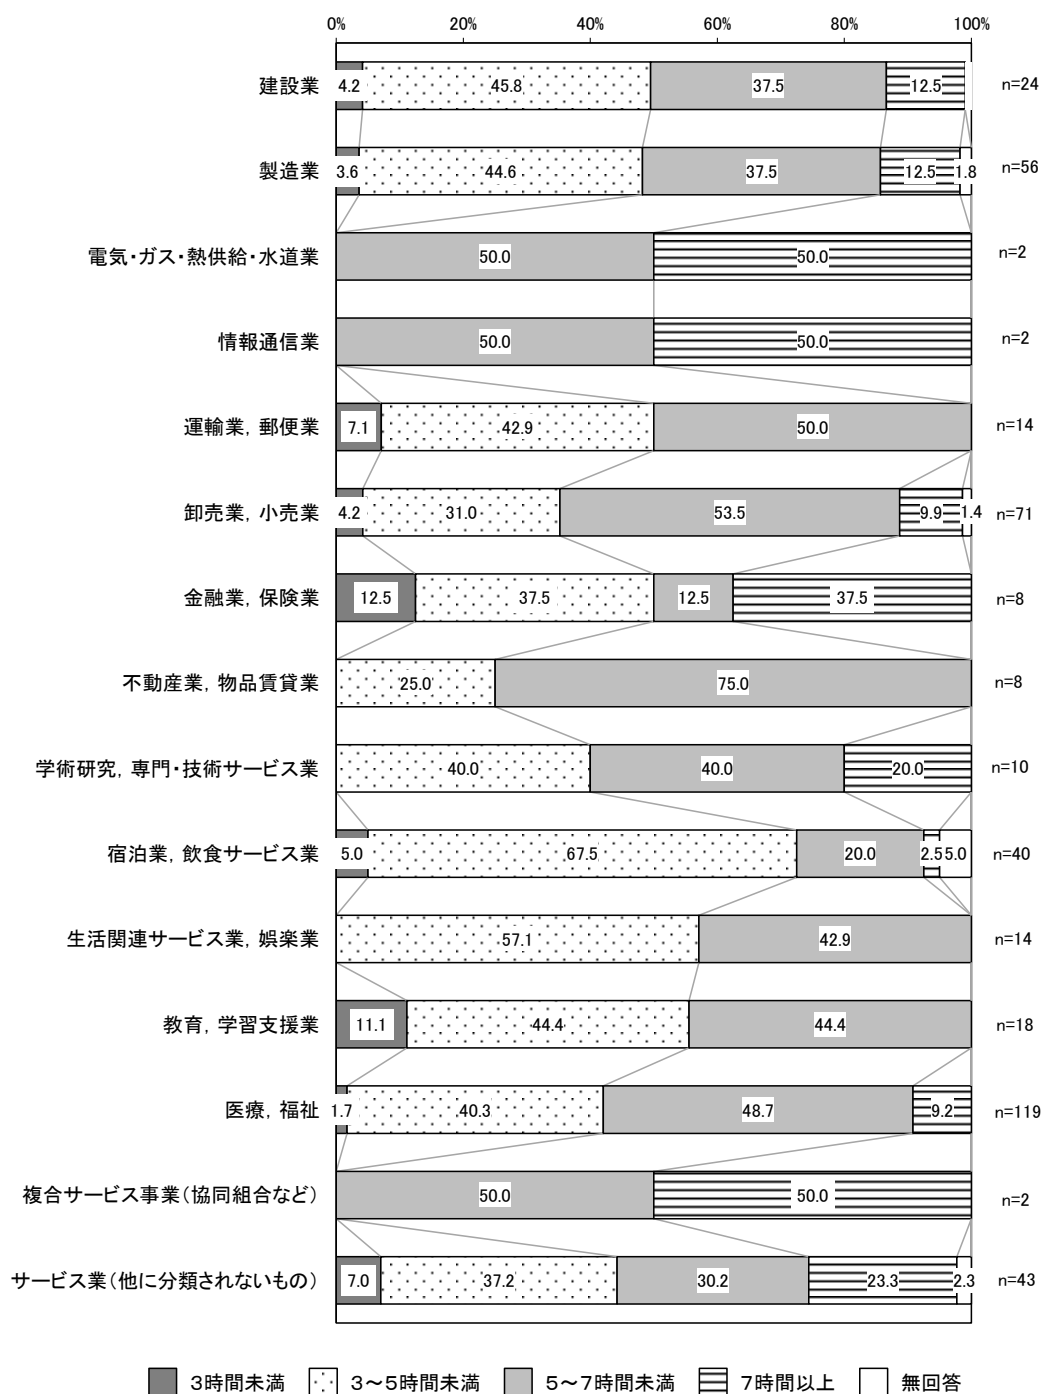 0% 20% 40% 60% 80% 100%
建設業 4.2 45.8 37.5 12.5 n=24
製造業 3.6 44.6 37.5 12.5 1.8 n=56
電気・ガス・熱供給・水道業 50.0 50.0 n=2
情報通信業 50.0 50.0 n=2
運輸業，郵便業 7.1 42.9 50.0 n=14
卸売業，小売業 4.2 31.0 53.5 9.9 1.4 n=71
金融業，保険業 12.5 37.5 12.5 37.5 n=8
不動産業，物品賃貸業 25.0 75.0 n=8
学術研究，専門・技術サービス業 40.0 40.0 20.0 n=10
宿泊業，飲食サービス業 5.0 67.5 20.0 2.5 5.0 n=40
生活関連サービス業，娯楽業 57.1 42.9 n=14
教育，学習支援業 11.1 44.4 44.4 n=18
医療，福祉 1.7 40.3 48.7 9.2 n=119
複合サービス事業（協同組合など） 50.0 50.0 n=2
サービス業（他に分類されないもの） 7.0 37.2 30.2 23.3 2.3 n=43
3時間未満 3～5時間未満 5～7時間未満 7時間以上 無回答